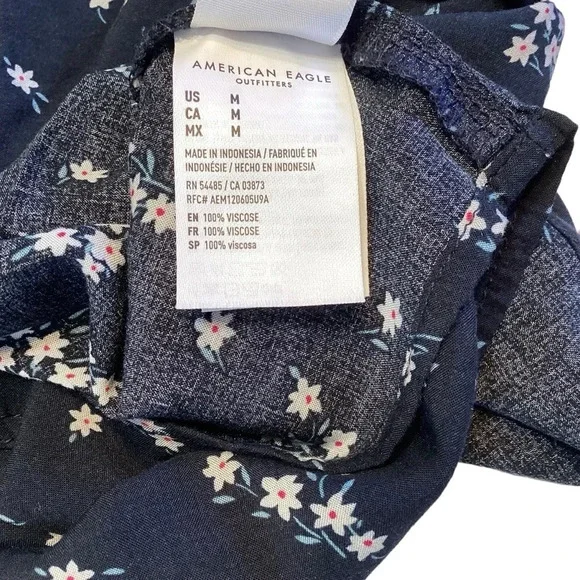 AMERICAN EAGLE
OUTFITTERS
US M
CA M
MX M
MADE IN INDONESIA / FABRIQUÉ EN
INDONÉSIE / HECHO EN INDONESIA
RN 54485 / CA 03873
RFC# AEM120605U9A
EN 100% VISCOSE
FR 100% VISCOSE
SP 100% viscosa